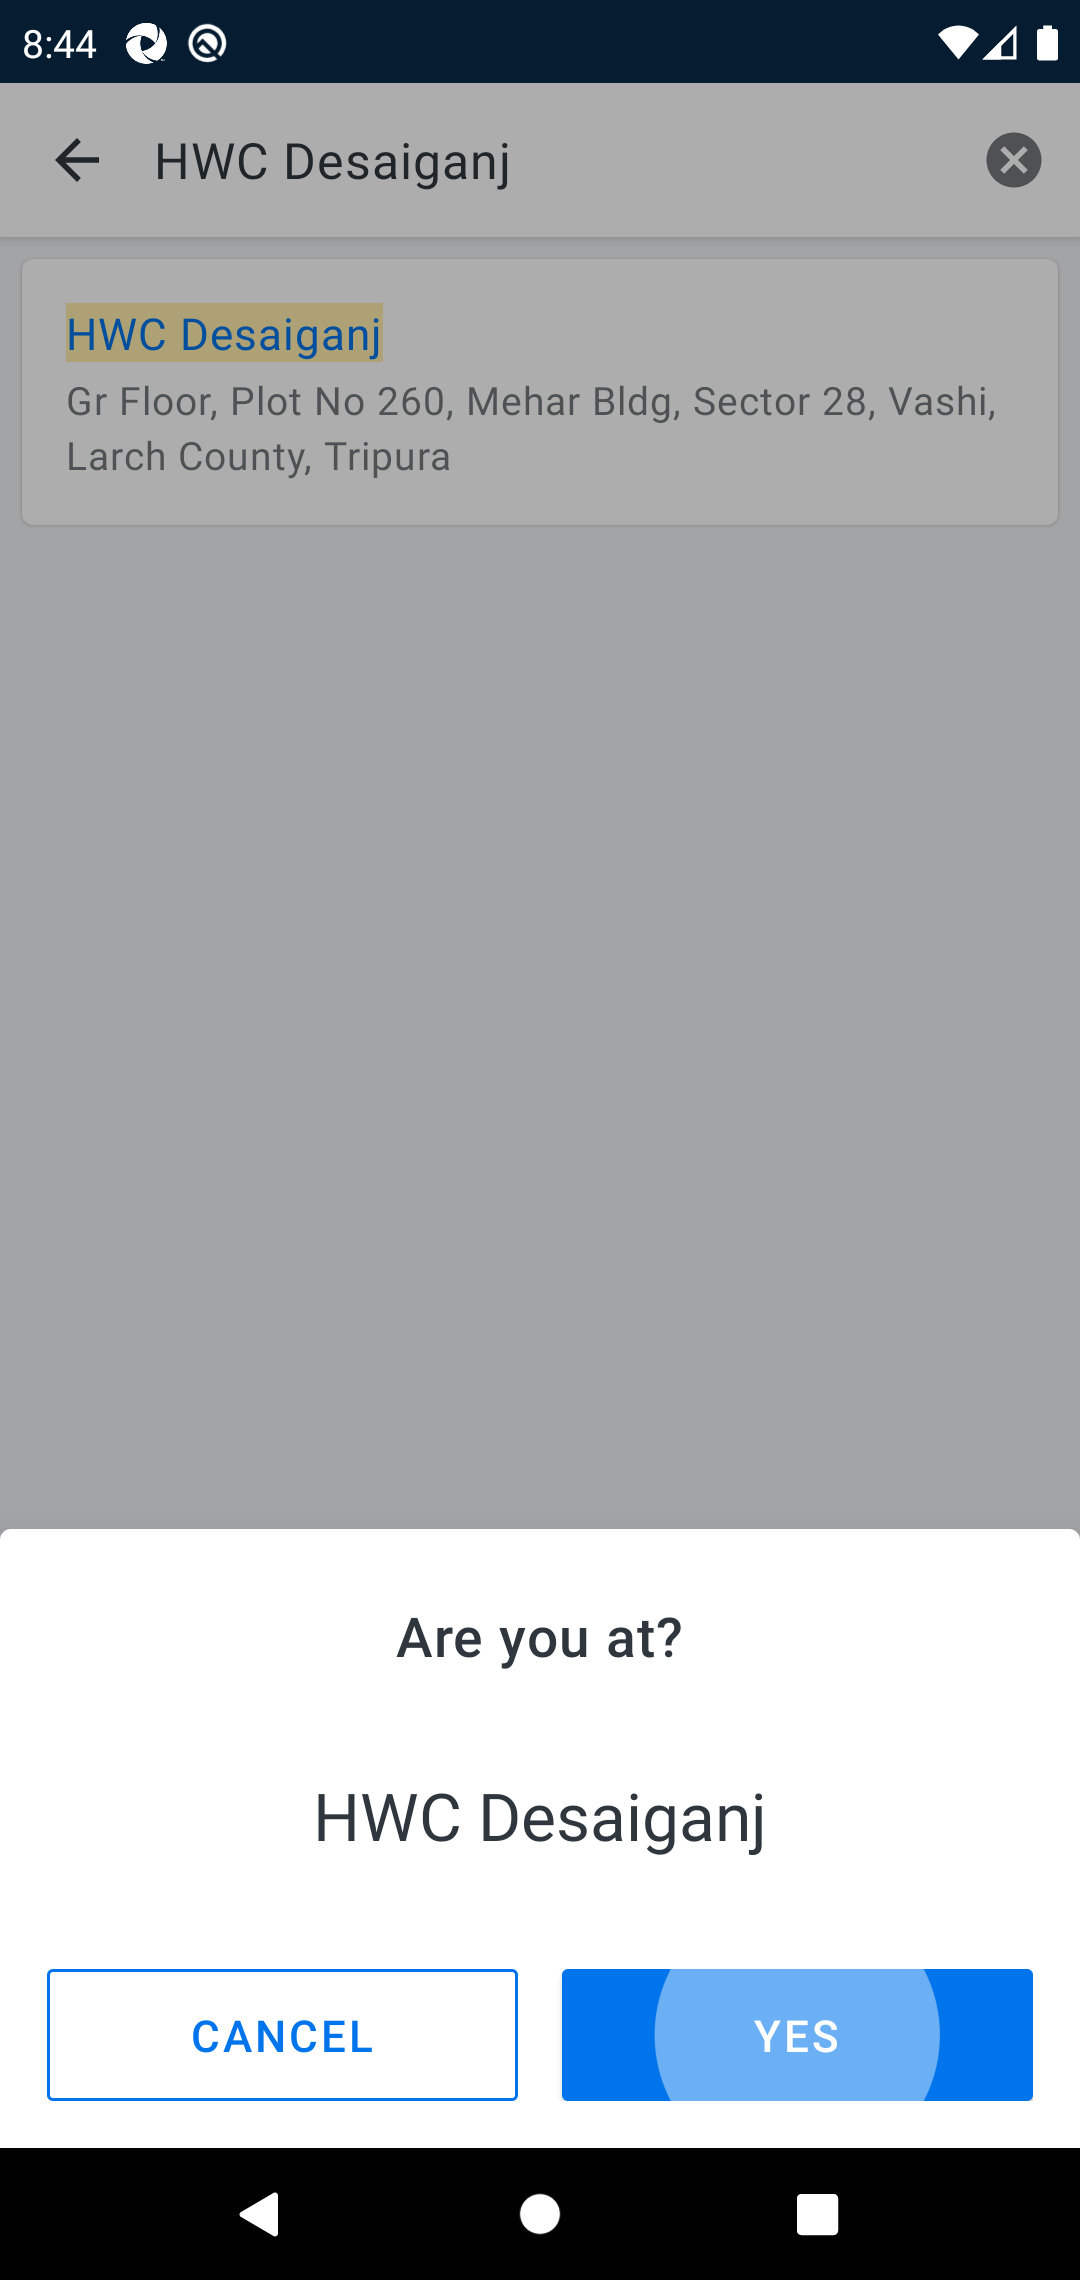 8:44
HWC Desaiganj
HWC Desaiganj
Gr Floor, Plot No 260, Mehar Bldg, Sector 28, Vashi,
Larch County, Tripura
Are you at?
HWC Desaiganj
CANCEL YES